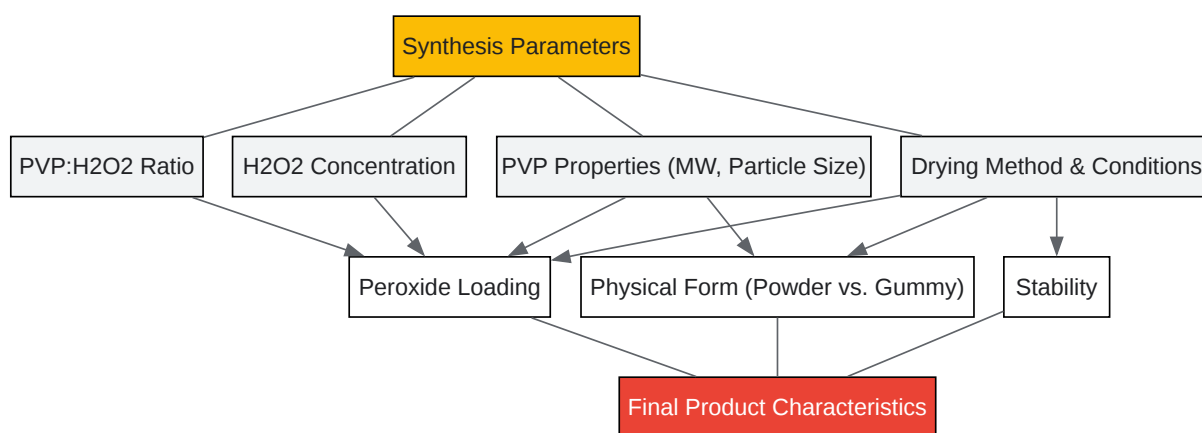 Synthesis Parameters
PVP:H2O2 Ratio
H2O2 Concentration
PVP Properties (MW, Particle Size)
Drying Method & Conditions
Peroxide Loading
Physical Form (Powder vs. Gummy)
Stability
Final Product Characteristics